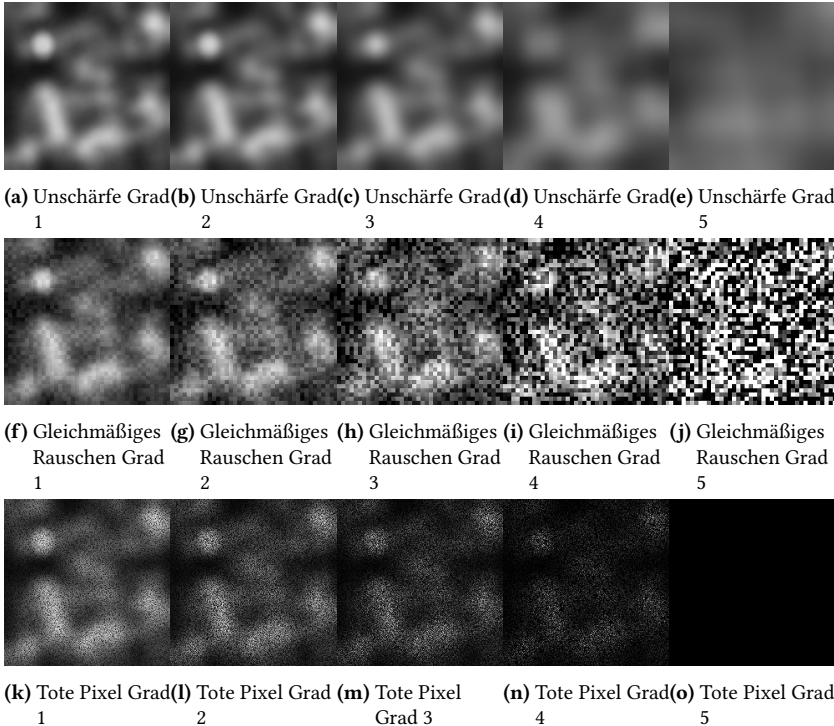 (a) Unschärfe Grad (b) Unschärfe Grad (c) Unschärfe Grad (d) Unschärfe Grad (e) Unschärfe Grad
1 2 3 4 5
(f) Gleichmäßiges (g) Gleichmäßiges (h) Gleichmäßiges (i) Gleichmäßiges (j) Gleichmäßiges
Rauschen Grad Rauschen Grad Rauschen Grad Rauschen Grad Rauschen Grad
1 2 3 4 5
(k) Tote Pixel Grad (l) Tote Pixel Grad (m) Tote Pixel (n) Tote Pixel Grad (o) Tote Pixel Grad
1 2 Grad 3 4 5